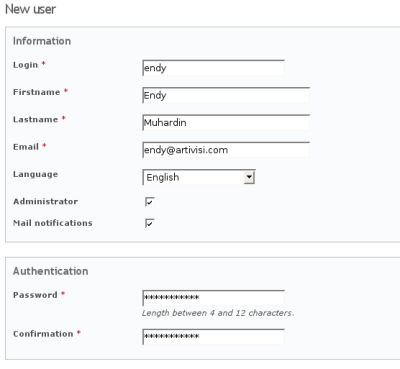 New user
Information
Login *
endy
Firstname *
Endy
Lastname *
Muhardin
Email *
endy@artivisi.com
Language
English
Administrator
Mail notifications
Authentication
Password *
***********
Length between 4 and 12 characters.
Confirmation *
***********